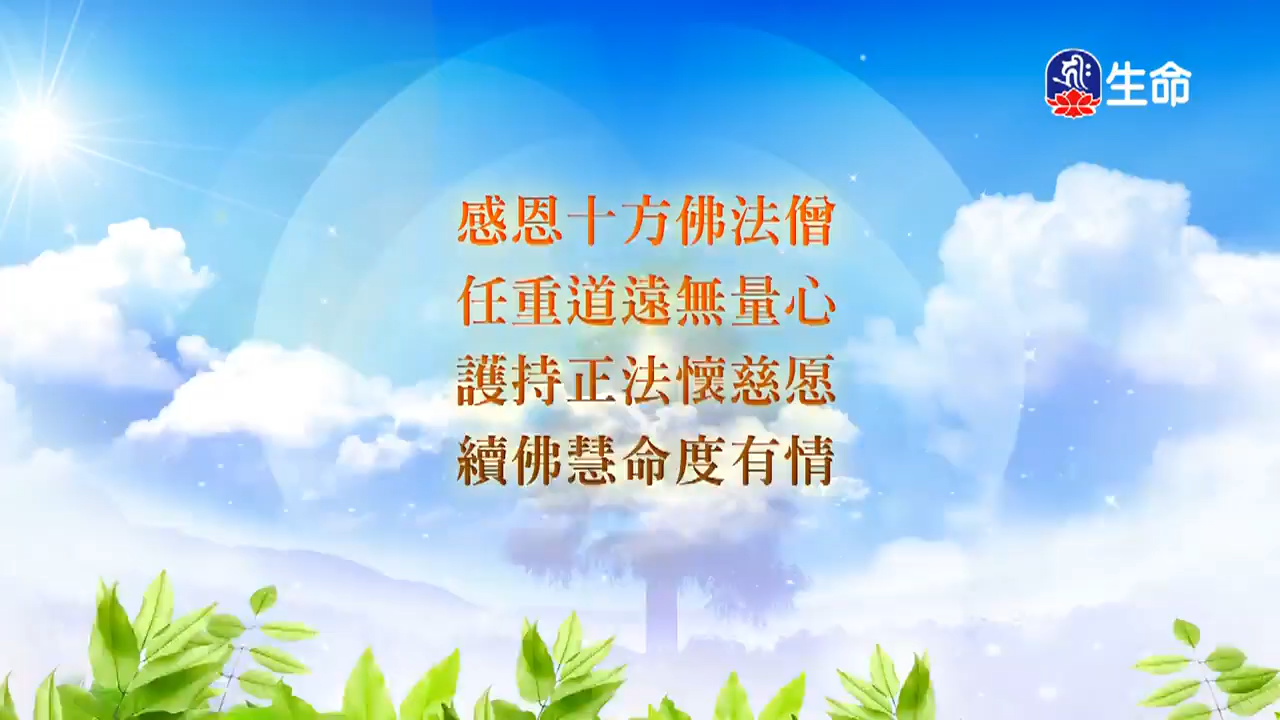 生命
感恩十方佛法僧
任重道遠無量心
護持正法懷慈愿
續佛慧命度有情